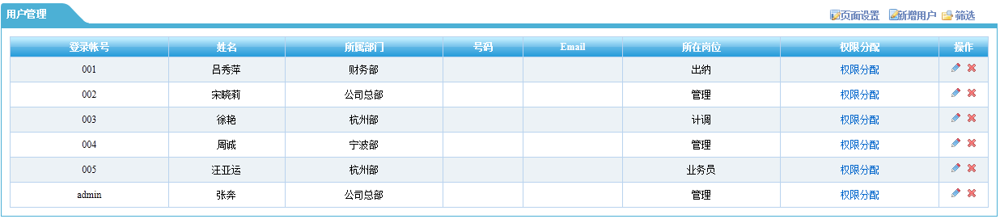 用户管理
页面设置 新增用户 筛选
登录帐号 姓名 所属部门 号码 Email 所在岗位 权限分配 操作
001 吕秀萍 财务部 出纳 权限分配
002 宋晓莉 公司总部 管理 权限分配
003 徐艳 杭州部 计调 权限分配
004 周诚 宁波部 管理 权限分配
005 汪亚运 杭州部 业务员 权限分配
admin 张奔 公司总部 管理 权限分配